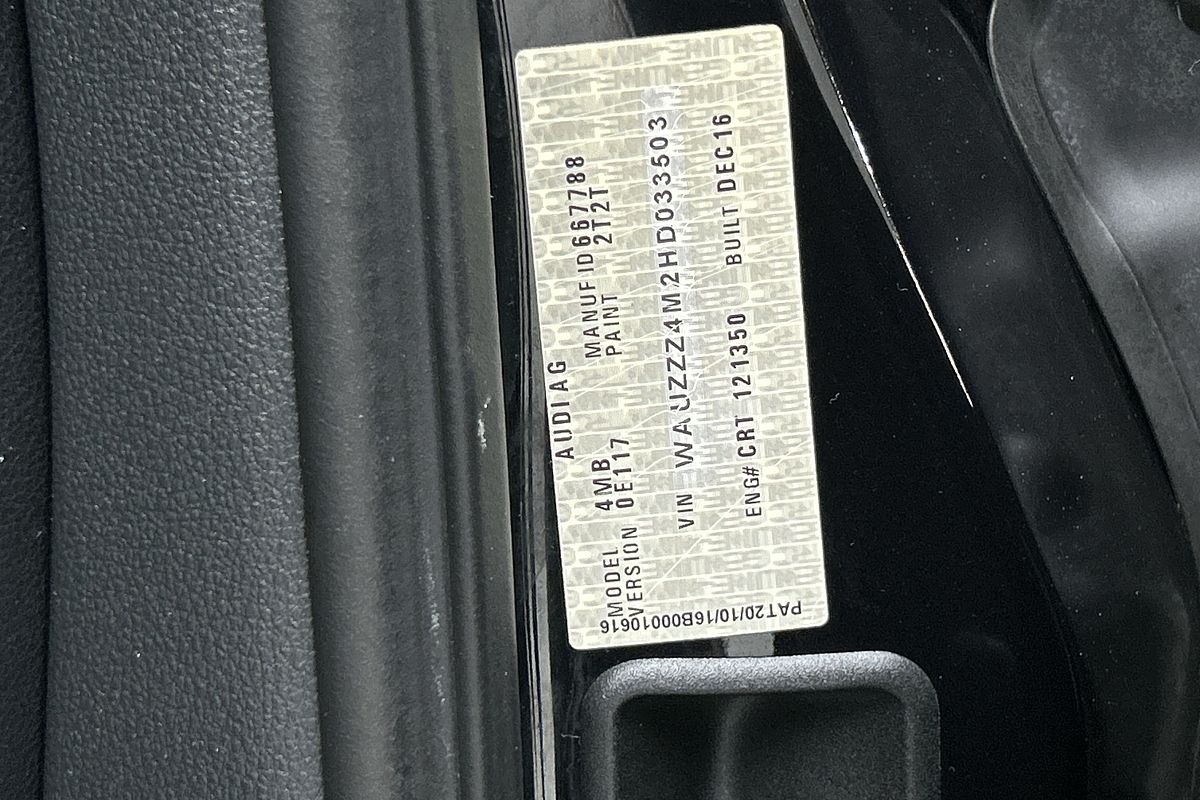 AUDI AG
MODEL 4MB MANUF ID 667788
VERSION 0E117 PAINT 2T2T
VIN WAUZZZ4M2HD033503
ENG# CRT 121350 BUILT DEC16
PAT20/10/16B00010616